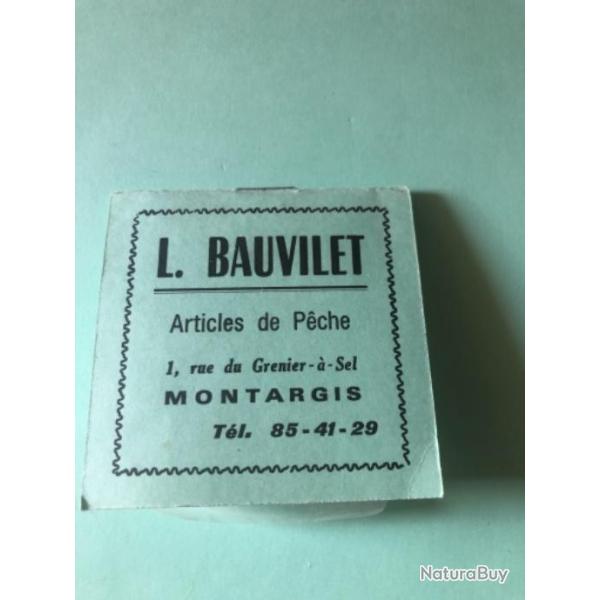 L. BAUVILET
Articles de Pêche
1, rue du Grenier-à-Sel
MONTARGIS
Tél. 85-41-29
NaturaBuy